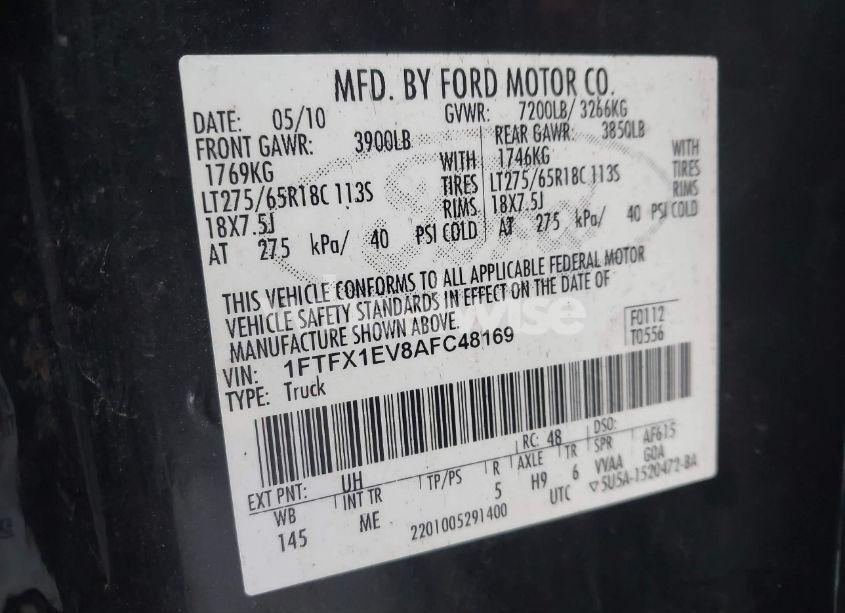 MFD. BY FORD MOTOR CO.
DATE: 05/10 GVWR: 7200LB/ 3266KG
FRONT GAWR: 3900LB REAR GAWR: 3850LB
1769KG WITH 1746KG WITH
LT275/65R18C 113S TIRES LT275/65R18C 113S TIRES
18X7.5J RIMS 18X7.5J RIMS
AT 275 kPa/ 40 PSI COLD AT 275 kPa/ 40 PSI COLD
THIS VEHICLE CONFORMS TO ALL APPLICABLE FEDERAL MOTOR
VEHICLE SAFETY STANDARDS IN EFFECT ON THE DATE OF
MANUFACTURE SHOWN ABOVE.
VIN: 1FTFX1EV8AFC48169 F0112
TYPE: Truck T0556
EXT PNT: UH RC: 48 DSO: AF615
WB INT TR TP/PS R AXLE TR SPR GOA
145 ME 5 H9 6 VVAA
2201005291400 UTC ▽5U5A-1520472-BA